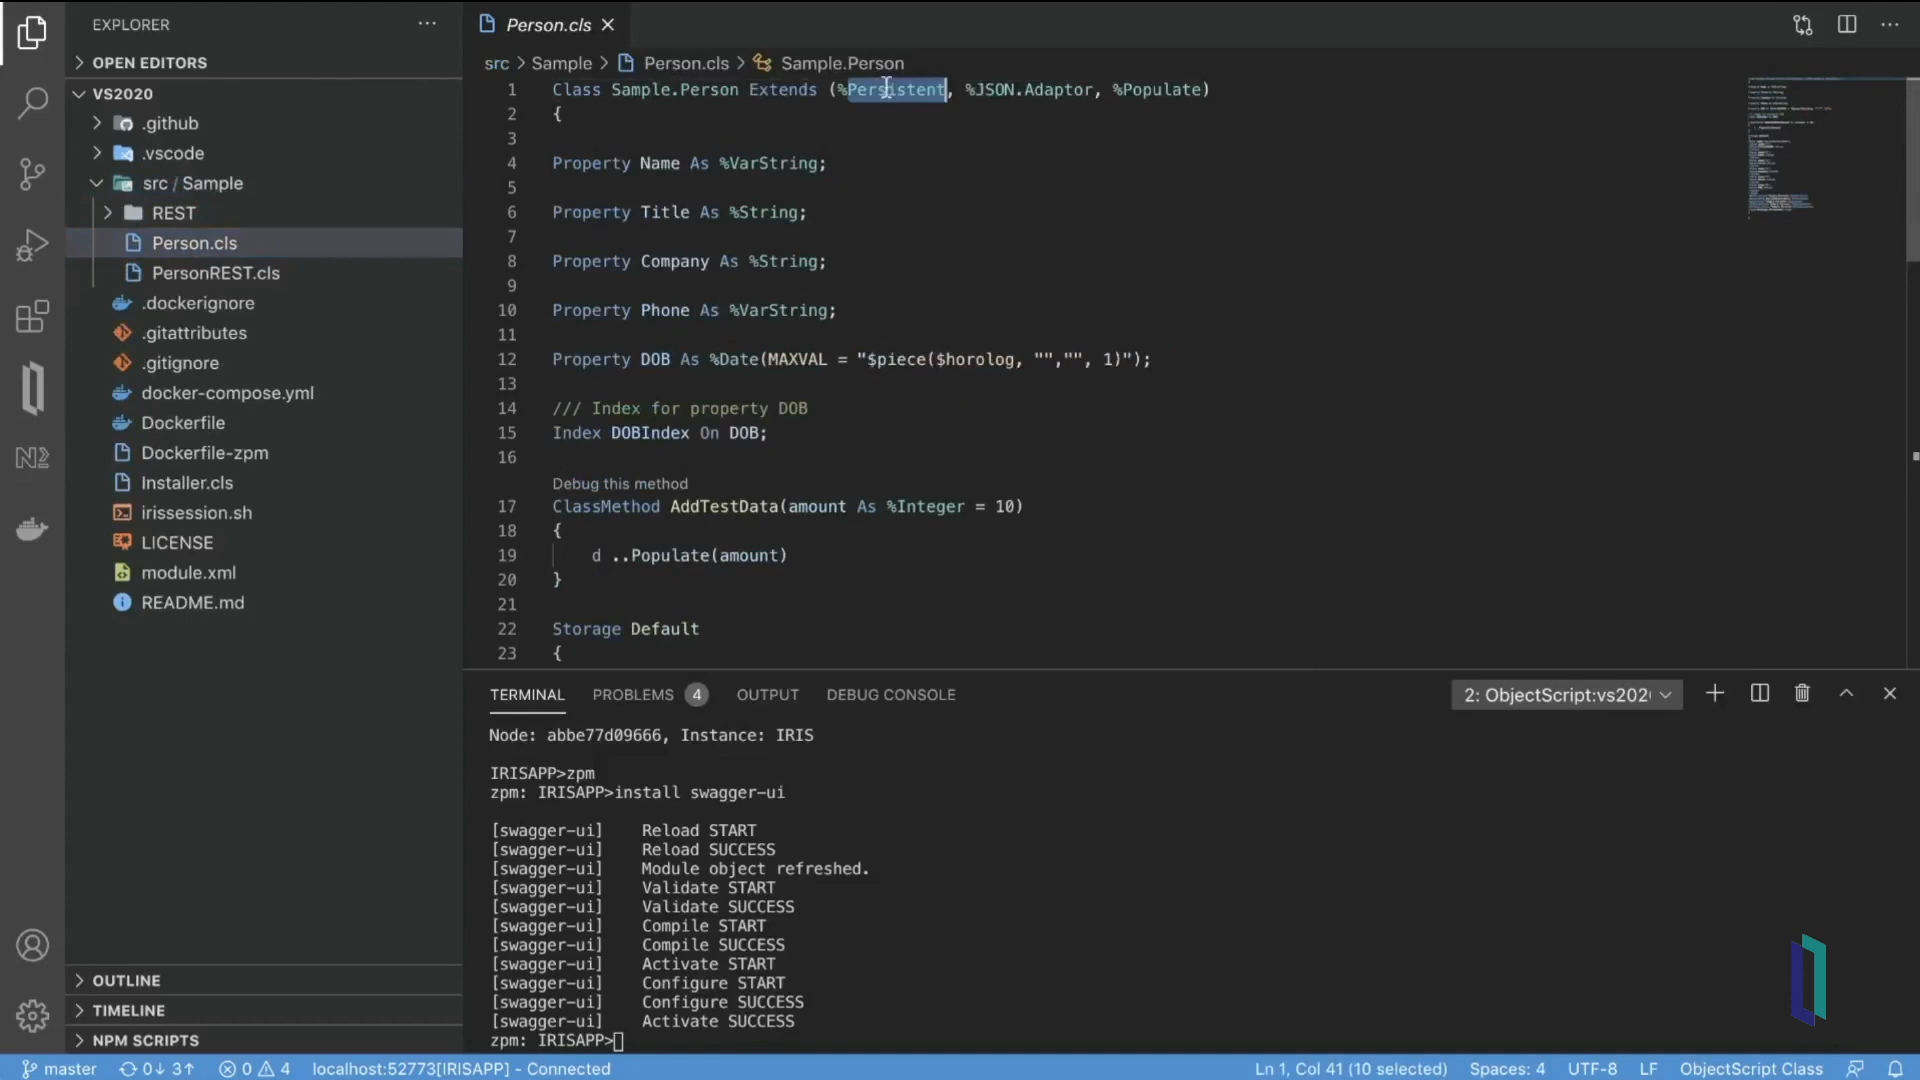 EXPLORER
OPEN EDITORS
VS2020
.github
.vscode
src / Sample
REST
Person.cls
PersonREST.cls
.dockerignore
.gitattributes
.gitignore
docker-compose.yml
Dockerfile
Dockerfile-zpm
Installer.cls
irissession.sh
LICENSE
module.xml
README.md
OUTLINE
TIMELINE
NPM SCRIPTS
Person.cls
src > Sample > Person.cls > Sample.Person
1 Class Sample.Person Extends (%Persistent, %JSON.Adaptor, %Populate)
2 {
3
4 Property Name As %VarString;
5
6 Property Title As %String;
7
8 Property Company As %String;
9
10 Property Phone As %VarString;
11
12 Property DOB As %Date(MAXVAL = "$piece($horolog, "","", 1)");
13
14 /// Index for property DOB
15 Index DOBIndex On DOB;
16
Debug this method
17 ClassMethod AddTestData(amount As %Integer = 10)
18 {
19 d ..Populate(amount)
20 }
21
22 Storage Default
23 {
TERMINAL PROBLEMS 4 OUTPUT DEBUG CONSOLE 2: ObjectScript:vs202
Node: abbe77d09666, Instance: IRIS
IRISAPP>zpm
zpm: IRISAPP>install swagger-ui
[swagger-ui] Reload START
[swagger-ui] Reload SUCCESS
[swagger-ui] Module object refreshed.
[swagger-ui] Validate START
[swagger-ui] Validate SUCCESS
[swagger-ui] Compile START
[swagger-ui] Compile SUCCESS
[swagger-ui] Activate START
[swagger-ui] Configure START
[swagger-ui] Configure SUCCESS
[swagger-ui] Activate SUCCESS
zpm: IRISAPP>
master 0↓ 3↑ 0 4 localhost:52773[IRISAPP] - Connected Ln 1, Col 41 (10 selected) Spaces: 4 UTF-8 LF ObjectScript Class